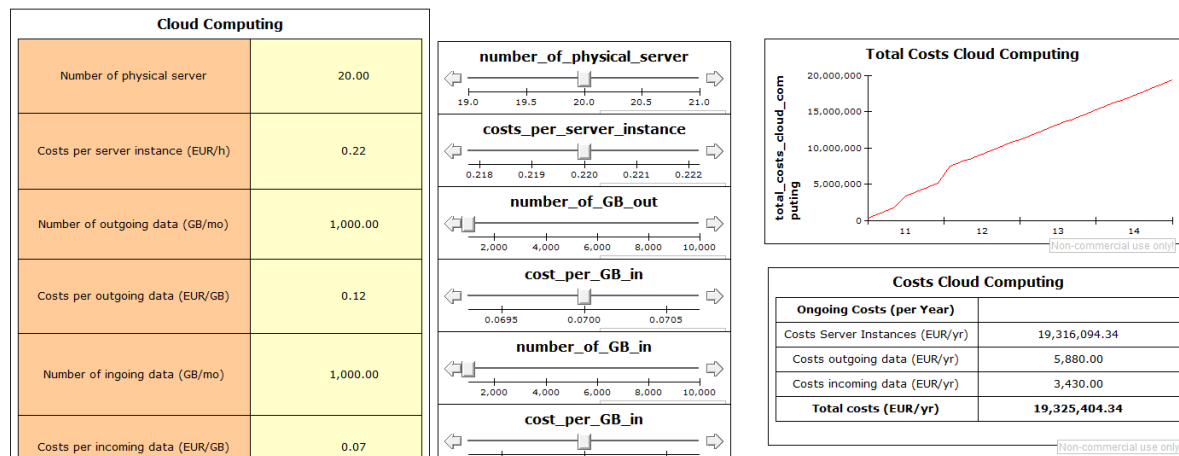 Cloud Computing
Number of physical server 20.00
Costs per server instance (EUR/h) 0.22
Number of outgoing data (GB/mo) 1,000.00
Costs per outgoing data (EUR/GB) 0.12
Number of ingoing data (GB/mo) 1,000.00
Costs per incoming data (EUR/GB) 0.07
number_of_physical_server
19.0 19.5 20.0 20.5 21.0
costs_per_server_instance
0.218 0.219 0.220 0.221 0.222
number_of_GB_out
2,000 4,000 6,000 8,000 10,000
cost_per_GB_in
0.0695 0.0700 0.0705
number_of_GB_in
2,000 4,000 6,000 8,000 10,000
cost_per_GB_in
Total Costs Cloud Computing
total_costs_cloud_com
puting
20,000,000
15,000,000
10,000,000
5,000,000
0
11 12 13 14
Non-commercial use only!
Costs Cloud Computing
Ongoing Costs (per Year)
Costs Server Instances (EUR/yr) 19,316,094.34
Costs outgoing data (EUR/yr) 5,880.00
Costs incoming data (EUR/yr) 3,430.00
Total costs (EUR/yr) 19,325,404.34
Non-commercial use only